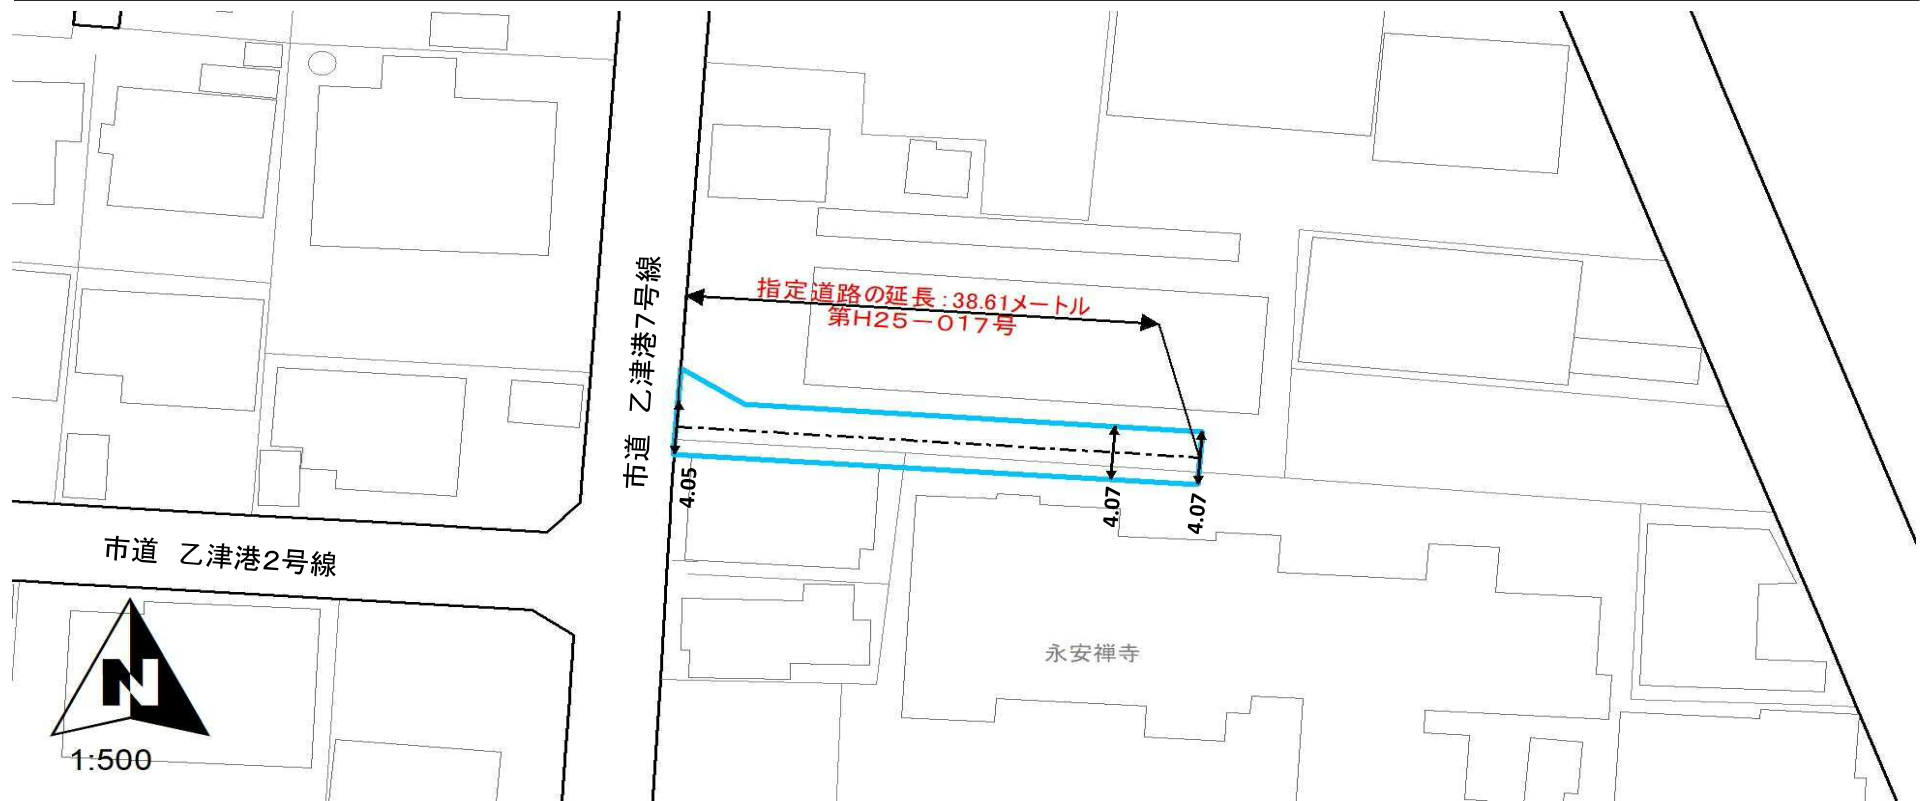 指定道路の延長：38.61メートル
第H25－017号
市道　乙津港7号線
4.05
4.07
4.07
市道　乙津港2号線
永安禅寺
N
1:500